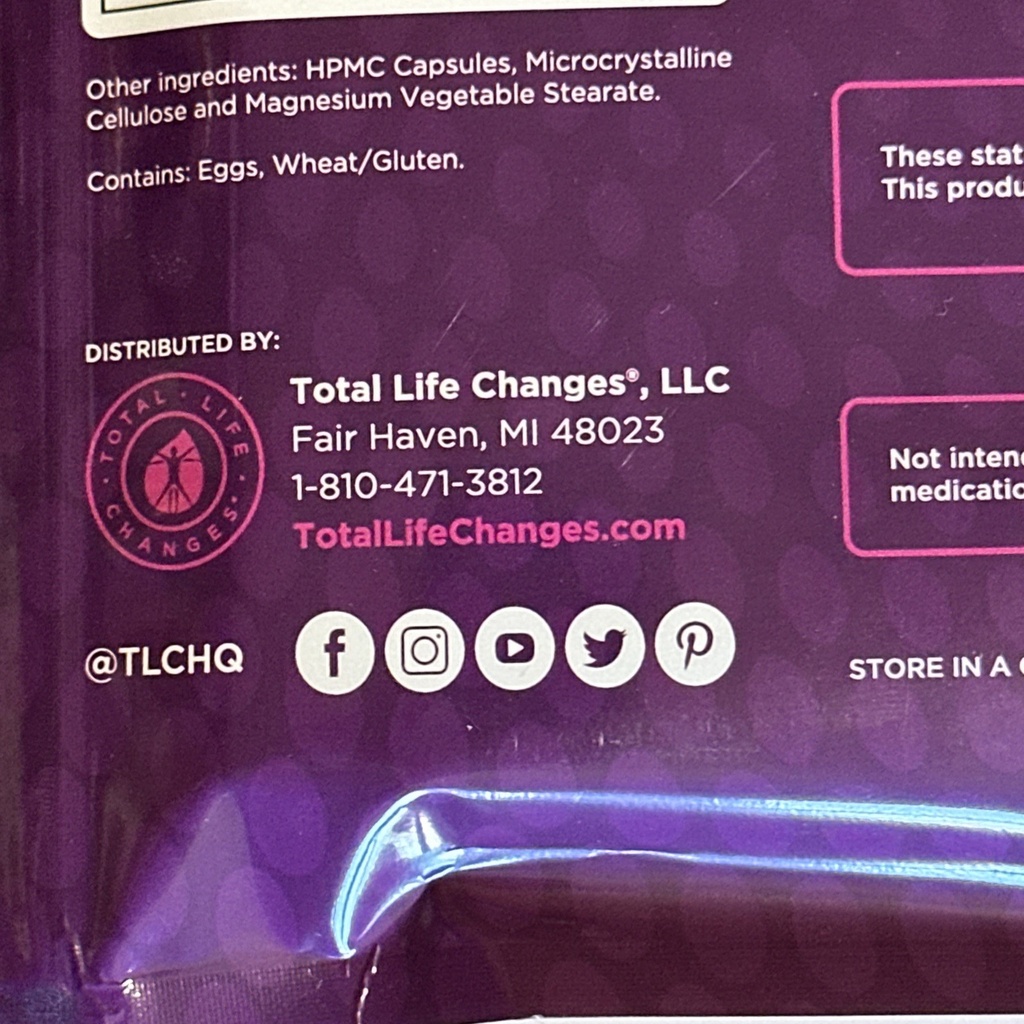 Other ingredients: HPMC Capsules, Microcrystalline
Cellulose and Magnesium Vegetable Stearate.
Contains: Eggs, Wheat/Gluten.
DISTRIBUTED BY:
TOTAL · LIFE · CHANGES® ·
Total Life Changes®, LLC
Fair Haven, MI 48023
1-810-471-3812
TotalLifeChanges.com
@TLCHQ
These stat
This produ
Not inten
medicatio
STORE IN A